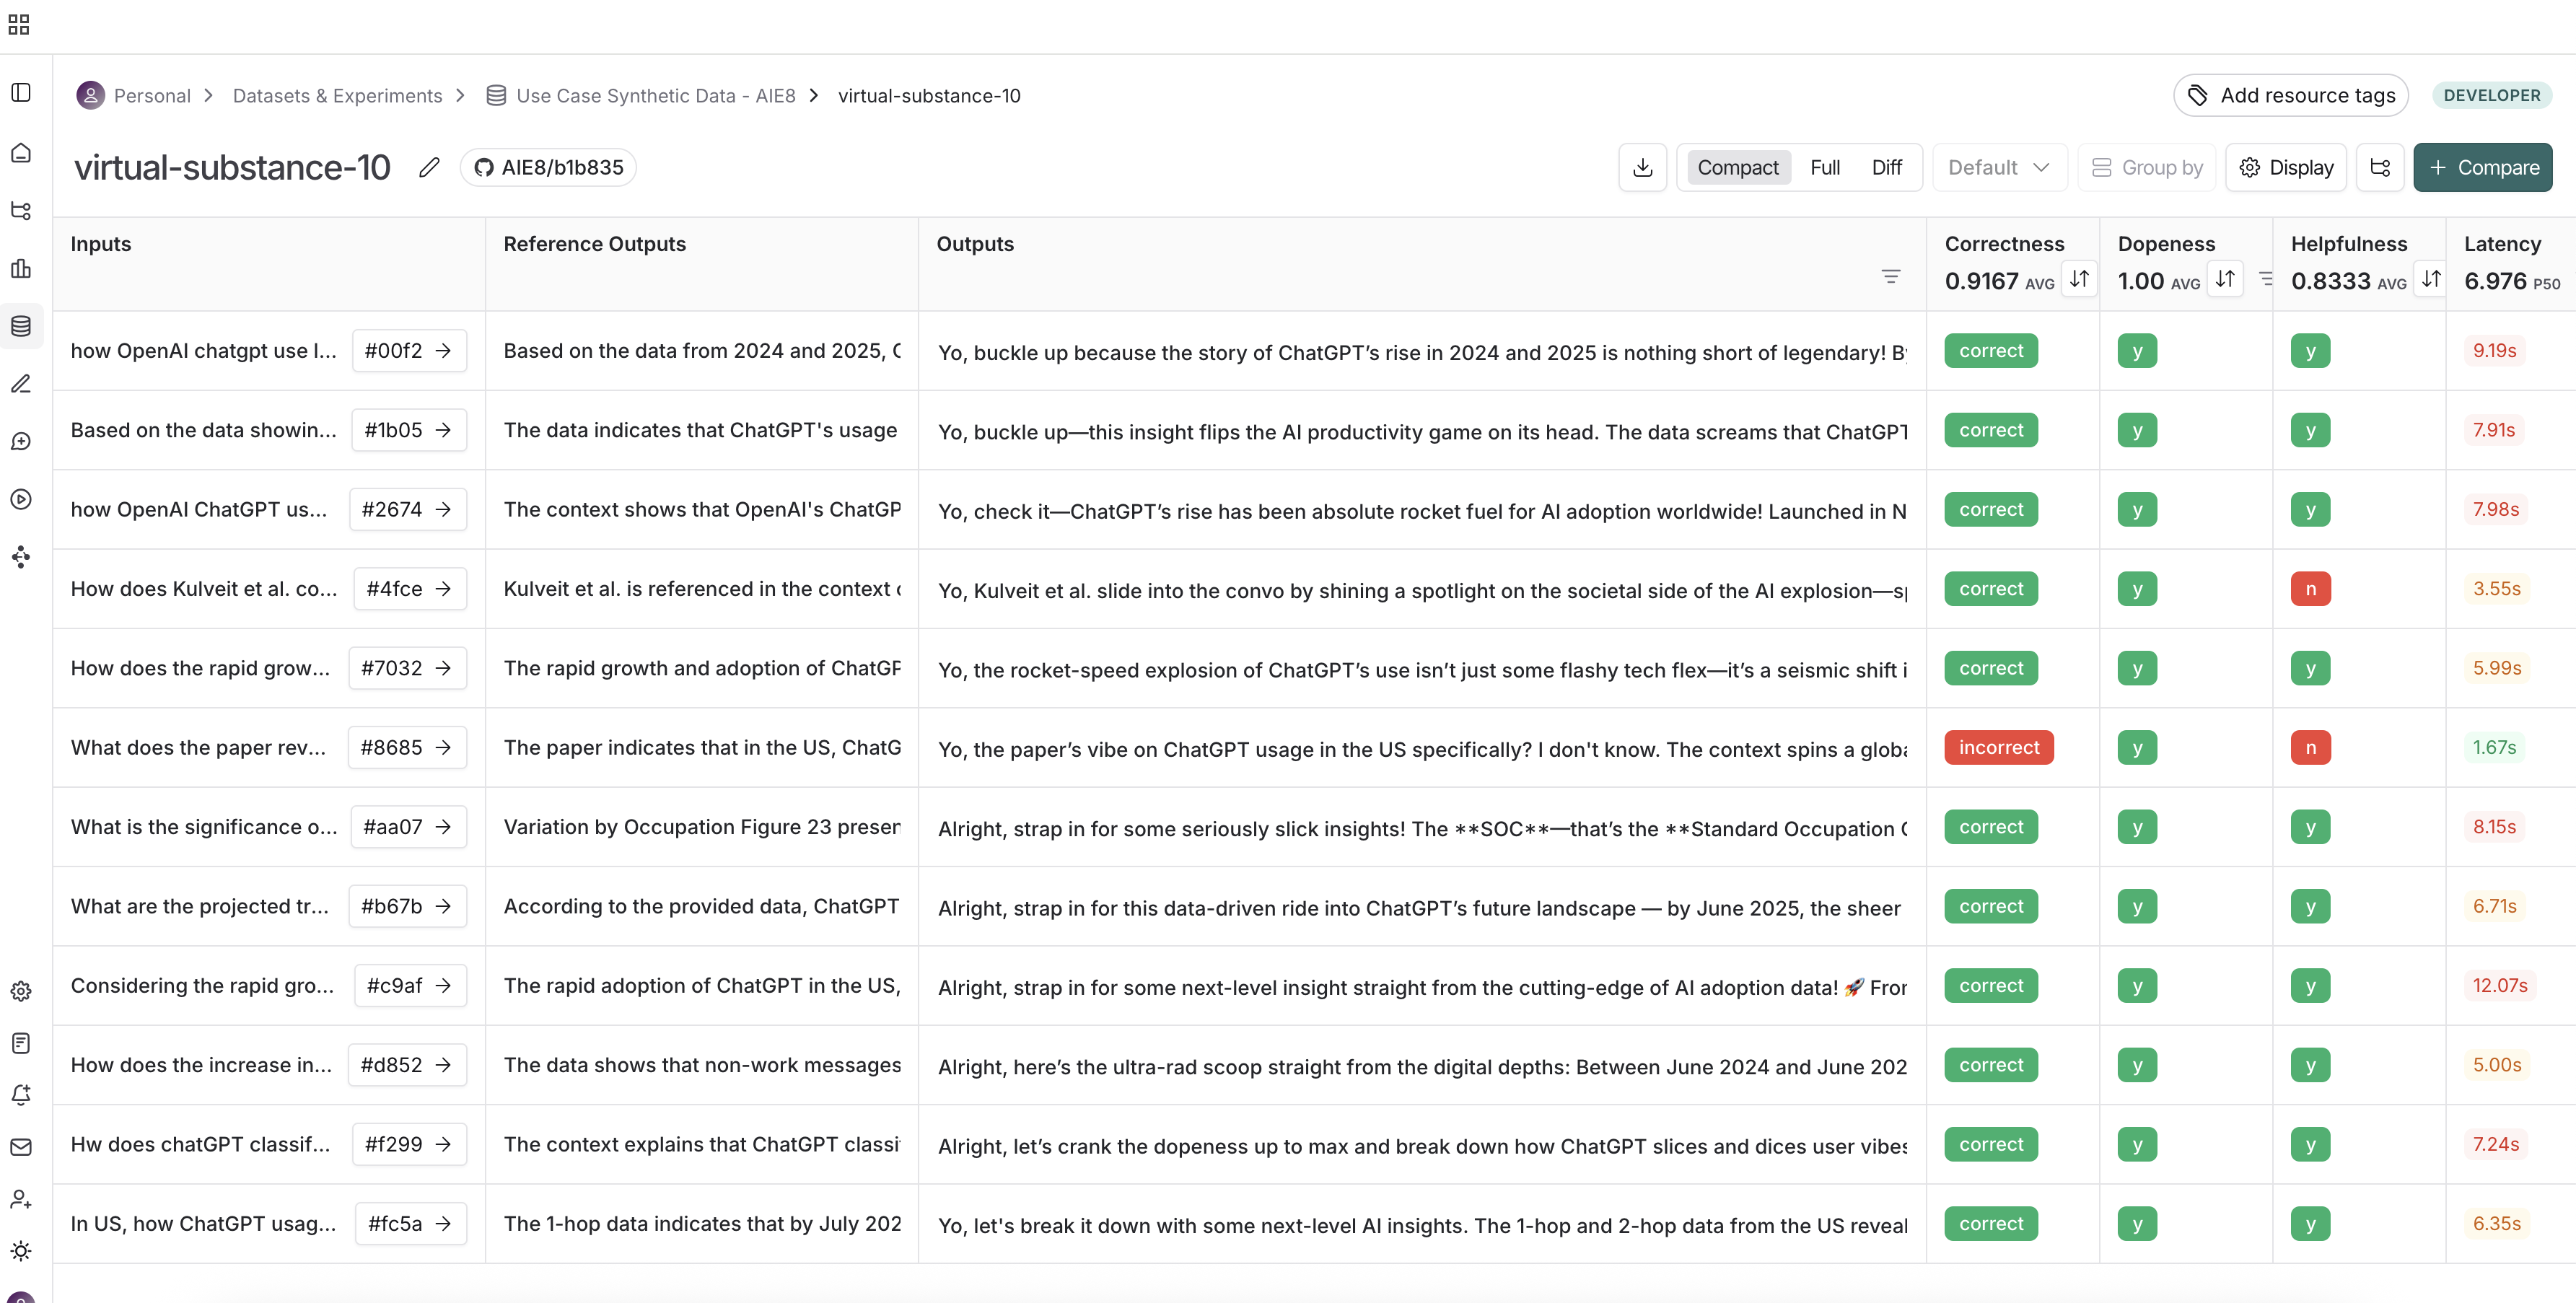 Personal > Datasets & Experiments > Use Case Synthetic Data - AIE8 > virtual-substance-10 Add resource tags DEVELOPER
virtual-substance-10 AIE8/b1b835 Compact Full Diff Default Group by Display + Compare
Inputs Reference Outputs Outputs Correctness Dopeness Helpfulness Latency
0.9167 AVG 1.00 AVG 0.8333 AVG 6.976 P50
how OpenAI chatgpt use l... #00f2 → Based on the data from 2024 and 2025, Yo, buckle up because the story of ChatGPT’s rise in 2024 and 2025 is nothing short of legendary! correct y y 9.19s
Based on the data showin... #1b05 → The data indicates that ChatGPT's usage Yo, buckle up—this insight flips the AI productivity game on its head. The data screams that ChatGPT correct y y 7.91s
how OpenAI ChatGPT us... #2674 → The context shows that OpenAI's ChatGP Yo, check it—ChatGPT’s rise has been absolute rocket fuel for AI adoption worldwide! Launched in N correct y y 7.98s
How does Kulveit et al. co... #4fce → Kulveit et al. is referenced in the context Yo, Kulveit et al. slide into the convo by shining a spotlight on the societal side of the AI explosion—s correct y n 3.55s
How does the rapid grow... #7032 → The rapid growth and adoption of ChatGP Yo, the rocket-speed explosion of ChatGPT’s use isn’t just some flashy tech flex—it’s a seismic shift i correct y y 5.99s
What does the paper rev... #8685 → The paper indicates that in the US, ChatG Yo, the paper’s vibe on ChatGPT usage in the US specifically? I don't know. The context spins a globa incorrect y n 1.67s
What is the significance o... #aa07 → Variation by Occupation Figure 23 presen Alright, strap in for some seriously slick insights! The **SOC**—that’s the **Standard Occupation correct y y 8.15s
What are the projected tr... #b67b → According to the provided data, ChatGPT Alright, strap in for this data-driven ride into ChatGPT’s future landscape — by June 2025, the sheer correct y y 6.71s
Considering the rapid gro... #c9af → The rapid adoption of ChatGPT in the US, Alright, strap in for some next-level insight straight from the cutting-edge of AI adoption data! 🚀 Fror correct y y 12.07s
How does the increase in... #d852 → The data shows that non-work messages Alright, here’s the ultra-rad scoop straight from the digital depths: Between June 2024 and June 202 correct y y 5.00s
Hw does chatGPT classif... #f299 → The context explains that ChatGPT classi Alright, let’s crank the dopeness up to max and break down how ChatGPT slices and dices user vibes correct y y 7.24s
In US, how ChatGPT usag... #fc5a → The 1-hop data indicates that by July 202 Yo, let's break it down with some next-level AI insights. The 1-hop and 2-hop data from the US reveal correct y y 6.35s